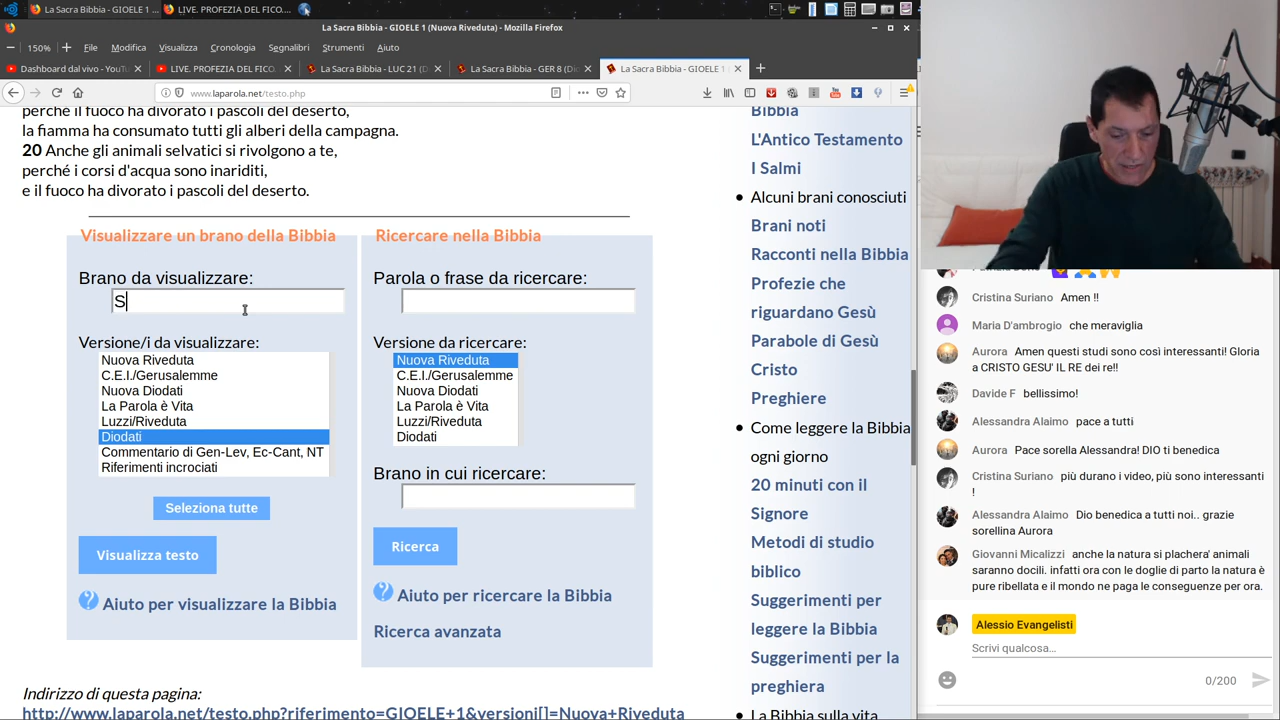 La Sacra Bibbia - GIOELE 1 ...
LIVE. PROFEZIA DEL FICO....
La Sacra Bibbia - GIOELE 1 (Nuova Riveduta) - Mozilla Firefox
150%
File
Modifica
Visualizza
Cronologia
Segnalibri
Strumenti
Aiuto
Dashboard dal vivo - YouTu
LIVE. PROFEZIA DEL FICO.
La Sacra Bibbia - LUC 21 (D
La Sacra Bibbia - GER 8 (Di
La Sacra Bibbia - GIOELE 1
www.laparola.net/testo.php
perché il fuoco ha divorato i pascoli del deserto,
la fiamma ha consumato tutti gli alberi della campagna.
20 Anche gli animali selvatici si rivolgono a te,
perché i corsi d'acqua sono inariditi,
e il fuoco ha divorato i pascoli del deserto.
Visualizzare un brano della Bibbia
Brano da visualizzare:
S
Versione/i da visualizzare:
Nuova Riveduta
C.E.I./Gerusalemme
Nuova Diodati
La Parola è Vita
Luzzi/Riveduta
Diodati
Commentario di Gen-Lev, Ec-Cant, NT
Riferimenti incrociati
Seleziona tutte
Visualizza testo
Aiuto per visualizzare la Bibbia
Ricercare nella Bibbia
Parola o frase da ricercare:
Versione da ricercare:
Nuova Riveduta
C.E.I./Gerusalemme
Nuova Diodati
La Parola è Vita
Luzzi/Riveduta
Diodati
Brano in cui ricercare:
Ricerca
Aiuto per ricercare la Bibbia
Ricerca avanzata
Indirizzo di questa pagina:
http://www.laparola.net/testo.php?riferimento=GIOELE+1&versioni[]=Nuova+Riveduta
Bibbia
L'Antico Testamento
I Salmi
• Alcuni brani conosciuti
Brani noti
Racconti nella Bibbia
Profezie che
riguardano Gesù
Parabole di Gesù
Cristo
Preghiere
• Come leggere la Bibbia
ogni giorno
20 minuti con il
Signore
Metodi di studio
biblico
Suggerimenti per
leggere la Bibbia
Suggerimenti per la
preghiera
• La Bibbia sulla vita
Cristina Suriano Amen !!
Maria D'ambrogio che meraviglia
Aurora Amen questi studi sono così interessanti! Gloria
a CRISTO GESU' IL RE dei re!!
Davide F bellissimo!
Alessandra Alaimo pace a tutti
Aurora Pace sorella Alessandra! DIO ti benedica
Cristina Suriano più durano i video, più sono interessanti
!
Alessandra Alaimo Dio benedica a tutti noi.. grazie
sorellina Aurora
Giovanni Micalizzi anche la natura si plachera' animali
saranno docili. infatti ora con le doglie di parto la natura è
pure ribellata e il mondo ne paga le conseguenze per ora.
Alessio Evangelisti
Scrivi qualcosa...
0/200